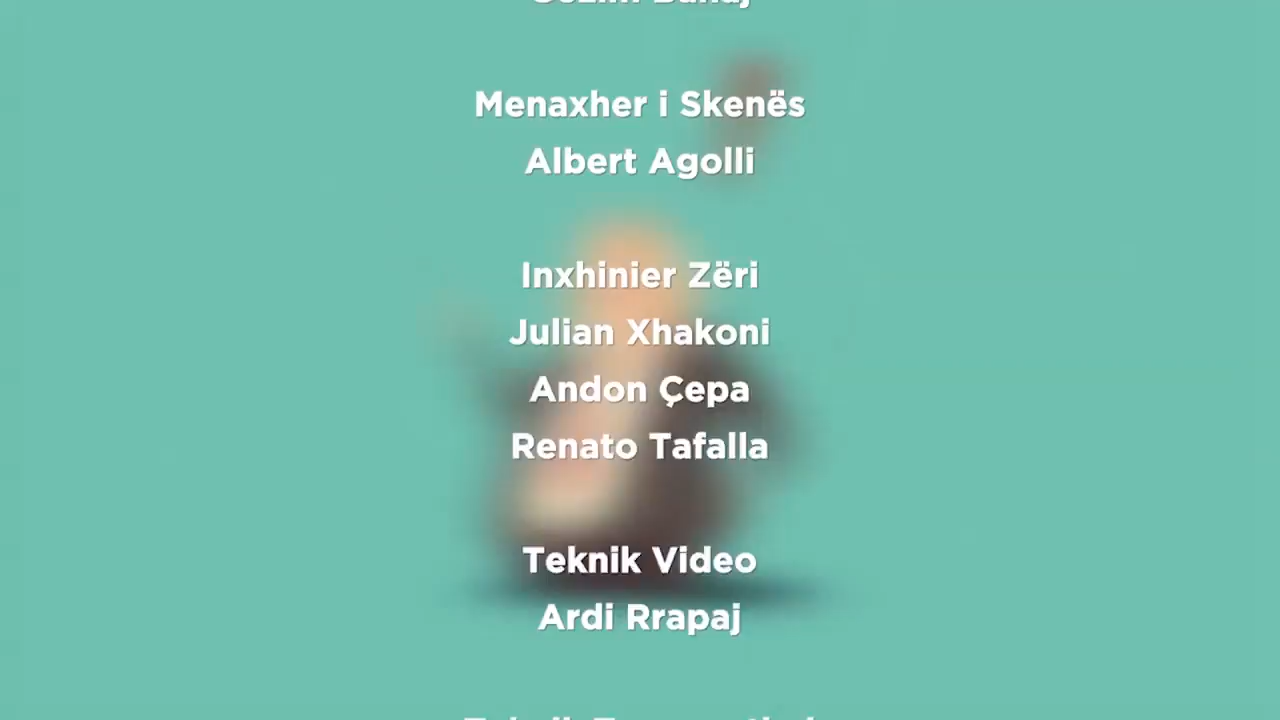 Menaxher i Skenës
Albert Agolli
Inxhinier Zëri
Julian Xhakoni
Andon Çepa
Renato Tafalla
Teknik Video
Ardi Rrapaj